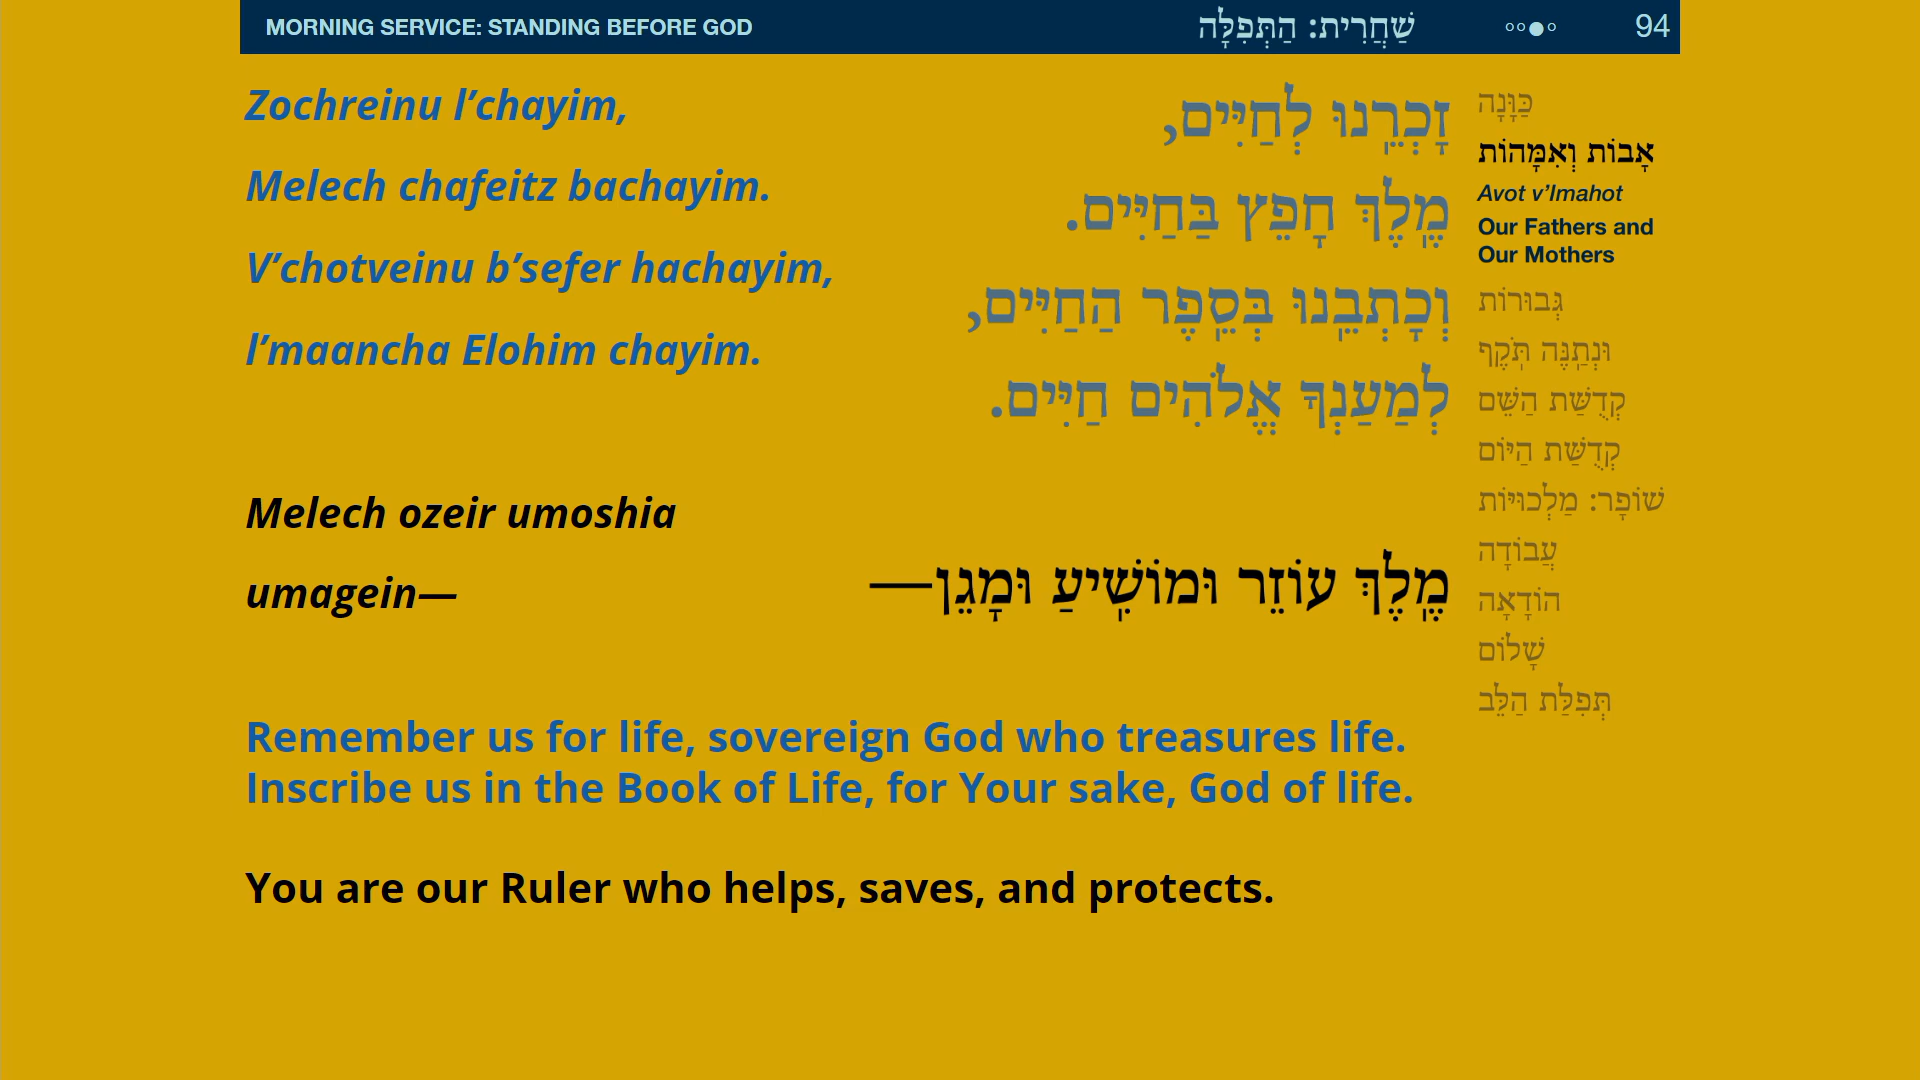 MORNING SERVICE: STANDING BEFORE GOD
שַׁחֲרִית: הַתְּפִלָּה
94
Zochreinu l’chayim,
Melech chafeitz bachayim.
V’chotveinu b’sefer hachayim,
l’maancha Elohim chayim.
זָכְרֵֽנוּ לְחַיִּים,
מֶֽלֶךְ חָפֵץ בַּחַיִּים.
וְכָתְבֵֽנוּ בְּסֵֽפֶר הַחַיִּים,
לְמַעַנְךָ אֱלֹהִים חַיִּים.
Melech ozeir umoshia
umagein—
מֶֽלֶךְ עוֹזֵר וּמוֹשִֽׁיעַ וּמָגֵן—
Remember us for life, sovereign God who treasures life.
Inscribe us in the Book of Life, for Your sake, God of life.
You are our Ruler who helps, saves, and protects.
כַּוָּנָה
אָבוֹת וְאִמָּהוֹת
Avot v’Imahot
Our Fathers and
Our Mothers
גְּבוּרוֹת
וּנְתַנֶּה תֹּֽקֶף
קְדֻשַּׁת הַשֵּׁם
קְדֻשַּׁת הַיּוֹם
שׁוֹפָר: מַלְכוּיּוֹת
עֲבוֹדָה
הוֹדָאָה
שָׁלוֹם
תְּפִלַּת הַלֵּב